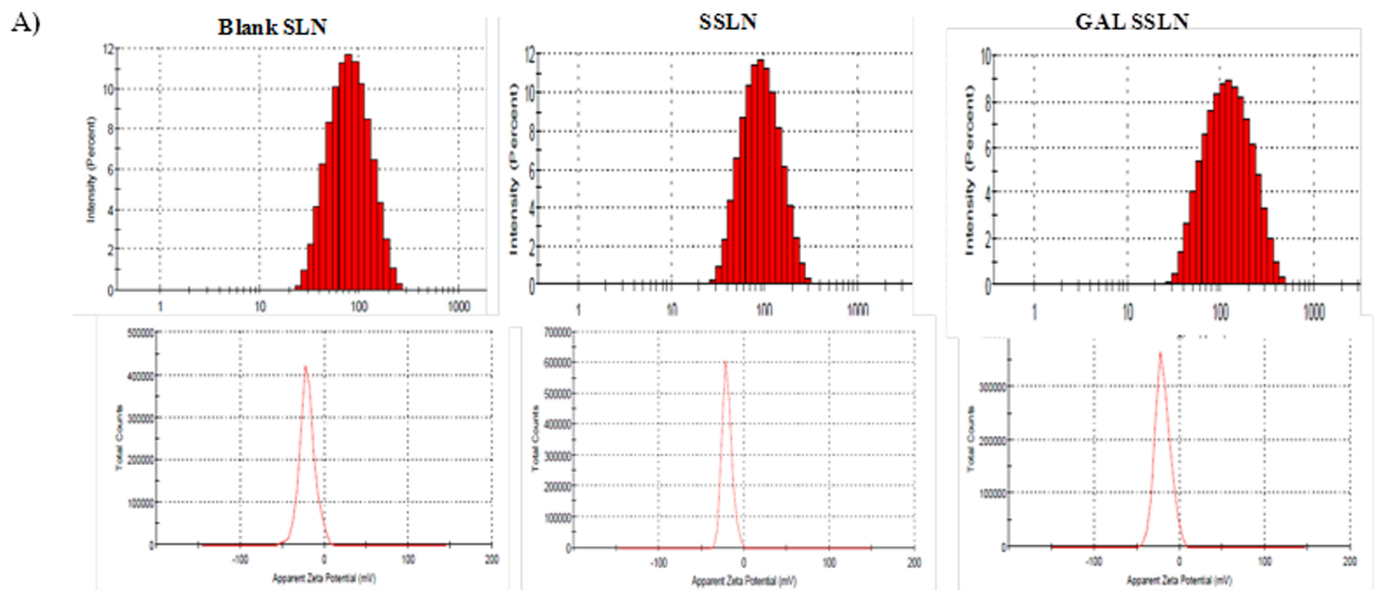 A)
Blank SLN
SSLN
GAL SSLN
Intensity (Percent)
12
10
8
6
4
2
0
1 10 100 1000
Intensity (Percent)
12
10
8
6
4
2
0
1 10 100 1000
Intensity (Percent)
10
8
6
4
2
0
1 10 100 1000
Total Counts
500000
400000
300000
200000
100000
0
-100 0 100 200
Apparent Zeta Potential (mV)
Total Counts
700000
600000
500000
400000
300000
200000
100000
0
-100 0 100 200
Apparent Zeta Potential (mV)
Total Counts
300000
200000
100000
0
-100 0 100 200
Apparent Zeta Potential (mV)